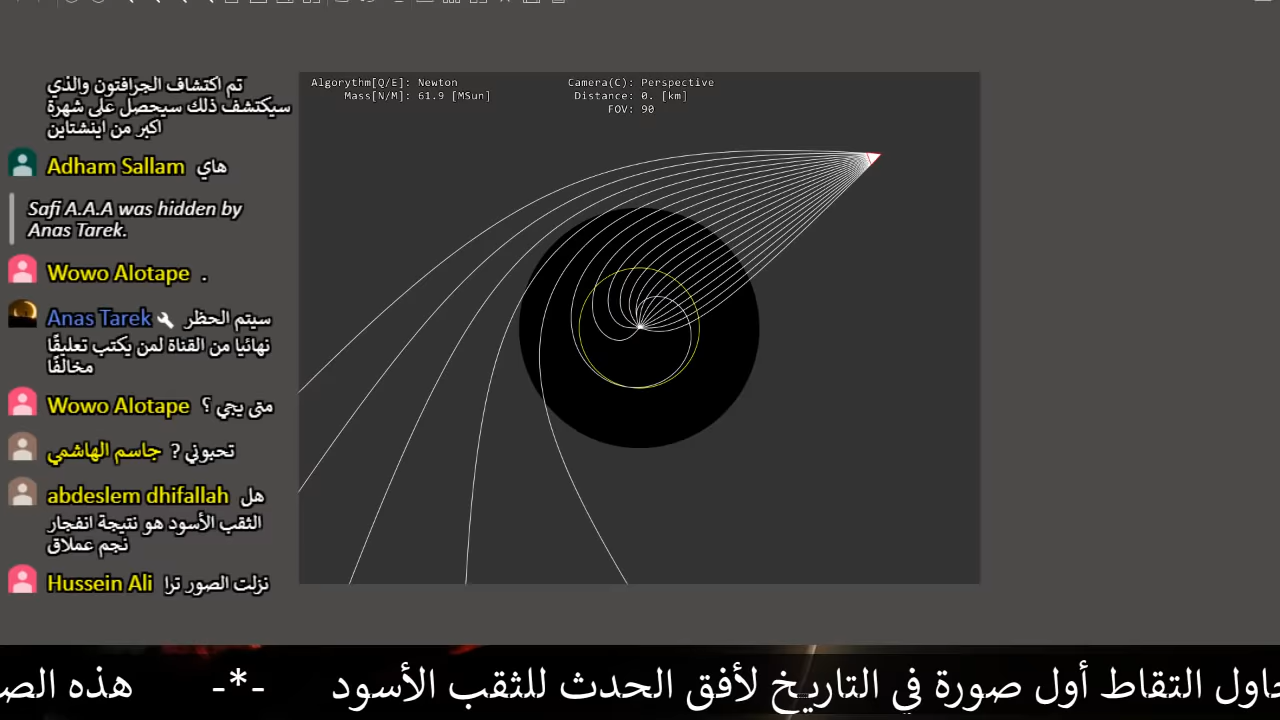 تم اكتشاف الجرافتون والذي
سيكتشف ذلك سيحصل على شهرة
اكبر من اينشتاين
Adham Sallam هاي
Safi A.A.A was hidden by
Anas Tarek.
Wowo Alotape .
Anas Tarek سيتم الحظر
نهائيا من القناة لمن يكتب تعليقًا
مخالفًا
Wowo Alotape متى يجي ؟
جاسم الهاشمي تحبوني ?
abdeslem dhifallah هل
الثقب الأسود هو نتيجة انفجار
نجم عملاق
Hussein Ali نزلت الصور ترا
Algorythm[Q/E]: Newton
Mass[N/M]: 61.9 [MSun]
Camera(C): Perspective
Distance: 0. [km]
FOV: 90
التقاط أول صورة في التاريخ لأفق الحدث للثقب الأسود -*- هذه